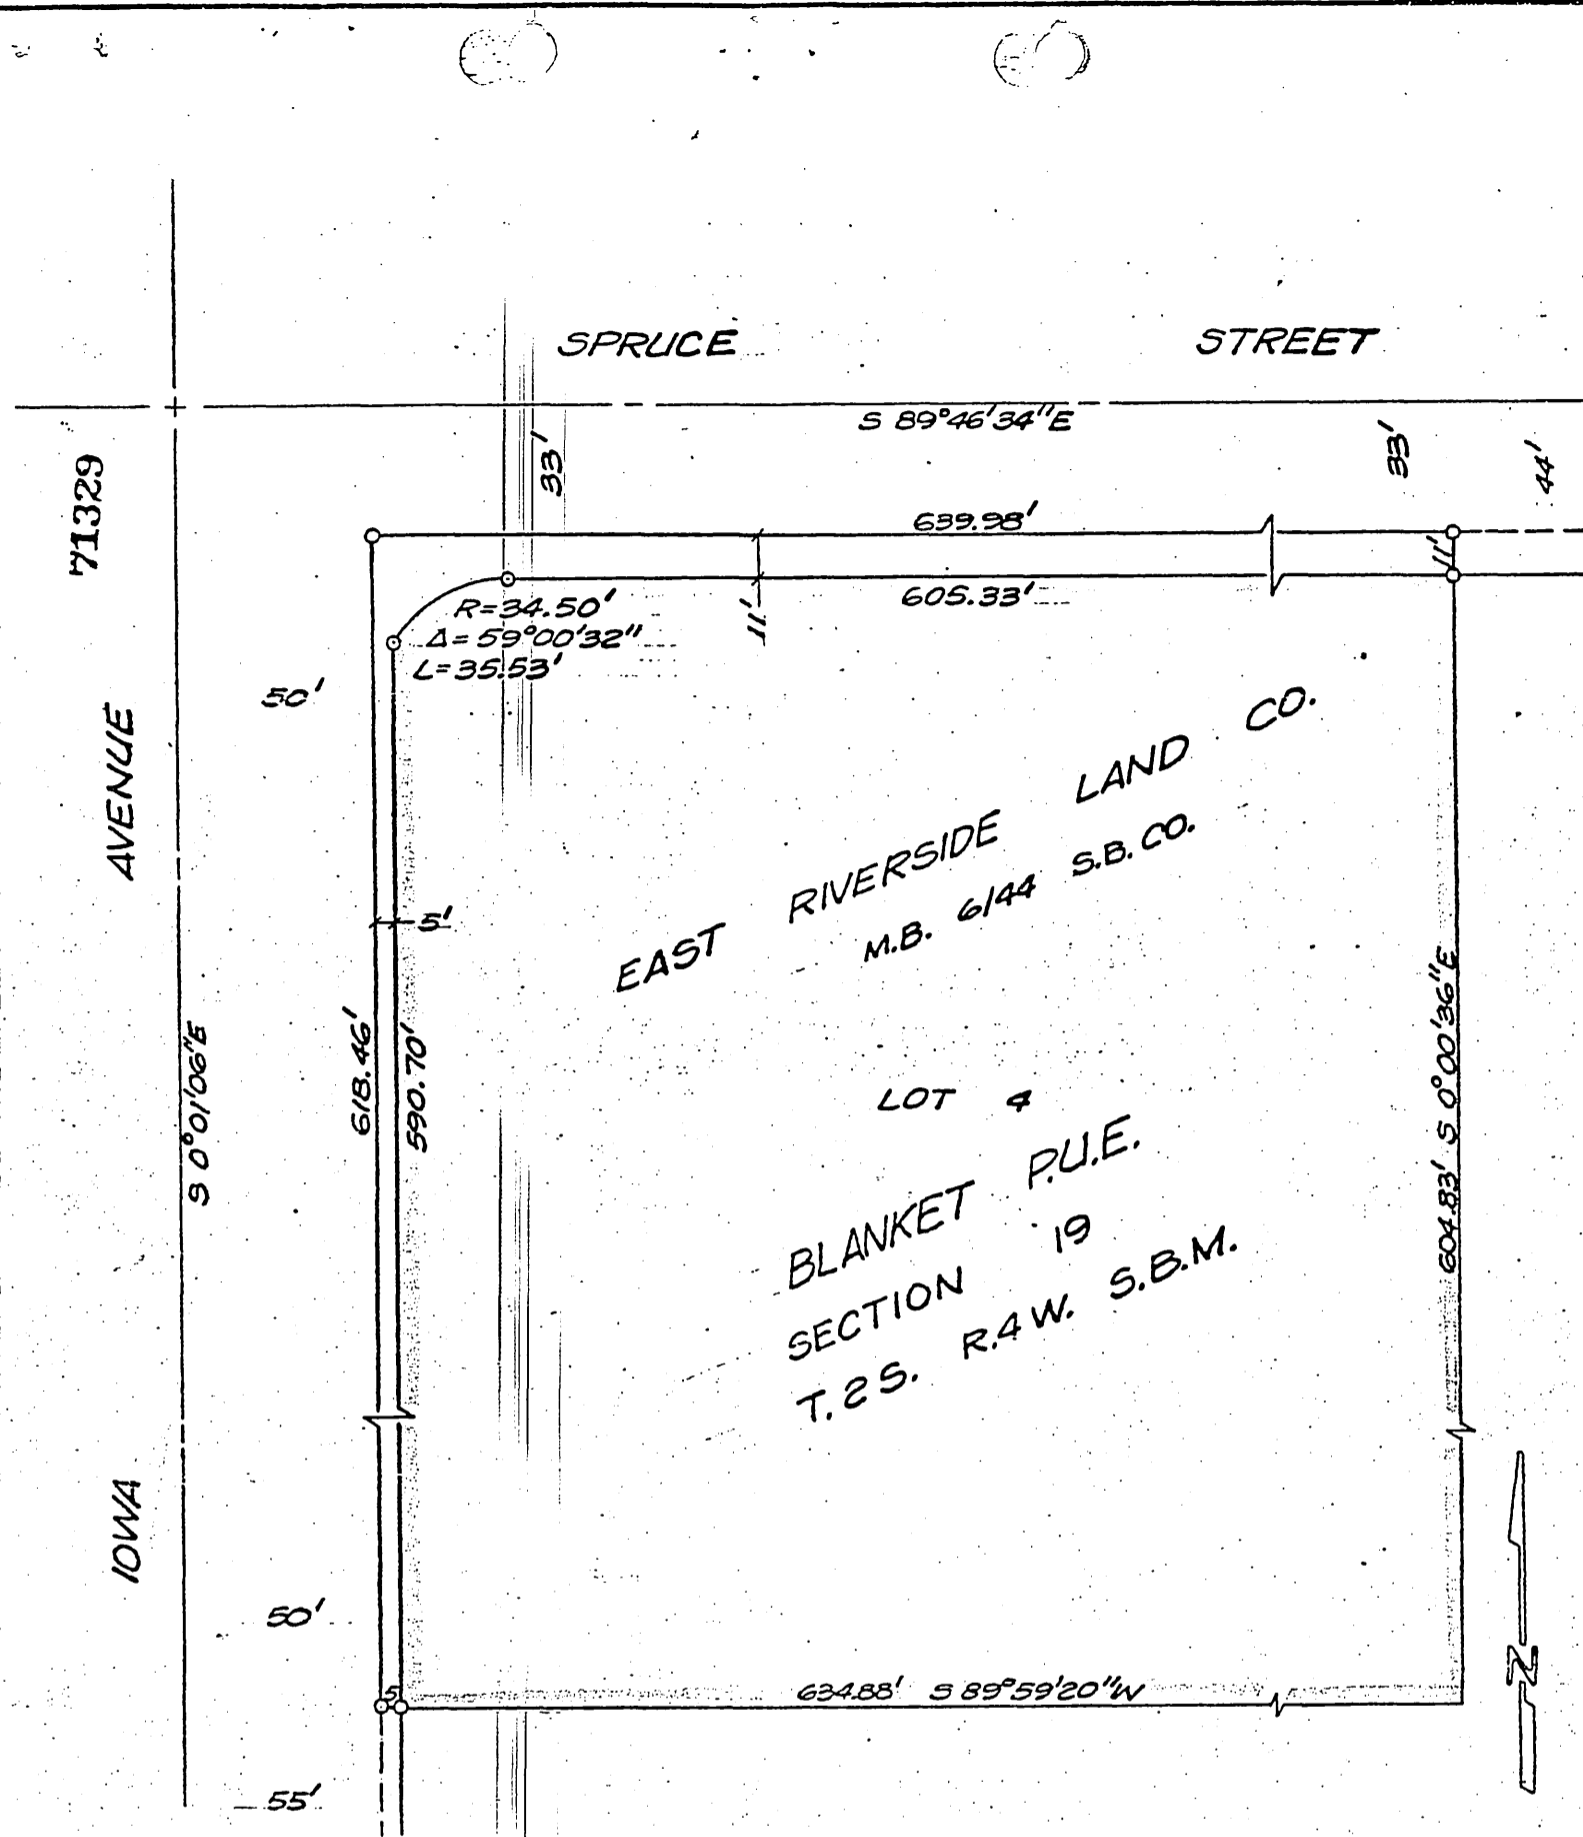 SPRUCE STREET
S 89°46'34"E
33'
33'
44'
71329
639.98'
11'
605.33'
11'
R=34.50'
Δ=59°00'32"
L=35.53'
50'
AVENUE
EAST RIVERSIDE LAND CO.
M.B. 6/44 S.B. CO.
5'
618.46'
590.70'
S 0°01'06"E
604.83' S 0°00'36"E
LOT 4
BLANKET P.U.E.
SECTION 19
T.2S. R.4W. S.B.M.
IOWA
50'
N
5'
634.88' S 89°59'20"W
55'